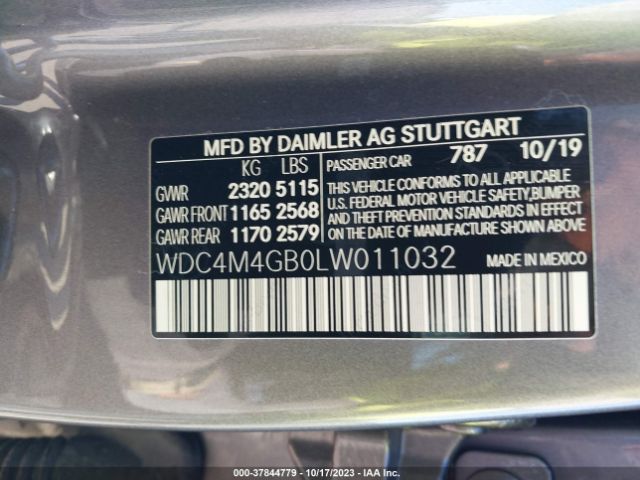 MFD BY DAIMLER AG STUTTGART
KG LBS PASSENGER CAR 787 10/19
GVWR 2320 5115
GAWR FRONT 1165 2568
GAWR REAR 1170 2579
THIS VEHICLE CONFORMS TO ALL APPLICABLE
U.S. FEDERAL MOTOR VEHICLE SAFETY,BUMPER
AND THEFT PREVENTION STANDARDS IN EFFECT
ON THE DATE OF MANUFACTURE SHOWN ABOVE
WDC4M4GB0LW011032 MADE IN MEXICO
000-37844779 - 10/17/2023 - IAA Inc.